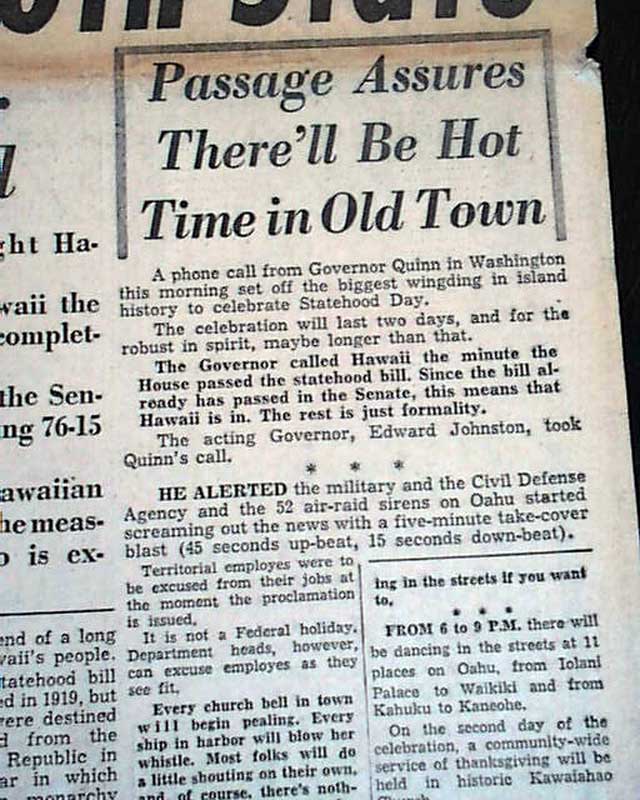 State
Passage Assures
There'll Be Hot
Time in Old Town
A phone call from Governor Quinn in Washington
this morning set off the biggest wingding in island
history to celebrate Statehood Day.
The celebration will last two days, and for the
robust in spirit, maybe longer than that.
The Governor called Hawaii the minute the
House passed the statehood bill. Since the bill al-
ready has passed in the Senate, this means that
Hawaii is in. The rest is just formality.
The acting Governor, Edward Johnston, took
Quinn's call.
* * *
HE ALERTED the military and the Civil Defense
Agency and the 52 air-raid sirens on Oahu started
screaming out the news with a five-minute take-cover
blast (45 seconds up-beat, 15 seconds down-beat).
Territorial employes were to
be excused from their jobs at
the moment the proclamation
is issued.
It is not a Federal holiday.
Department heads, however,
can excuse employes as they
see fit.
Every church bell in town
will begin pealing. Every
ship in harbor will blow her
whistle. Most folks will do
a little shouting on their own,
and, of course, there's noth-
ing in the streets if you want
to.
* * *
FROM 6 to 9 P.M. there will
be dancing in the streets at 11
places on Oahu, from Iolani
Palace to Waikiki and from
Kahuku to Kaneohe.
On the second day of the
celebration, a community-wide
service of thanksgiving will be
held in historic Kawaiahao
ght Ha-
waii the
complet-
the Sen-
ng 76-15
awaiian
he meas-
o is ex-
end of a long
vaii's people.
tatehood bill
ed in 1919, but
were destined
d from the
Republic in
ar in which
monarchy